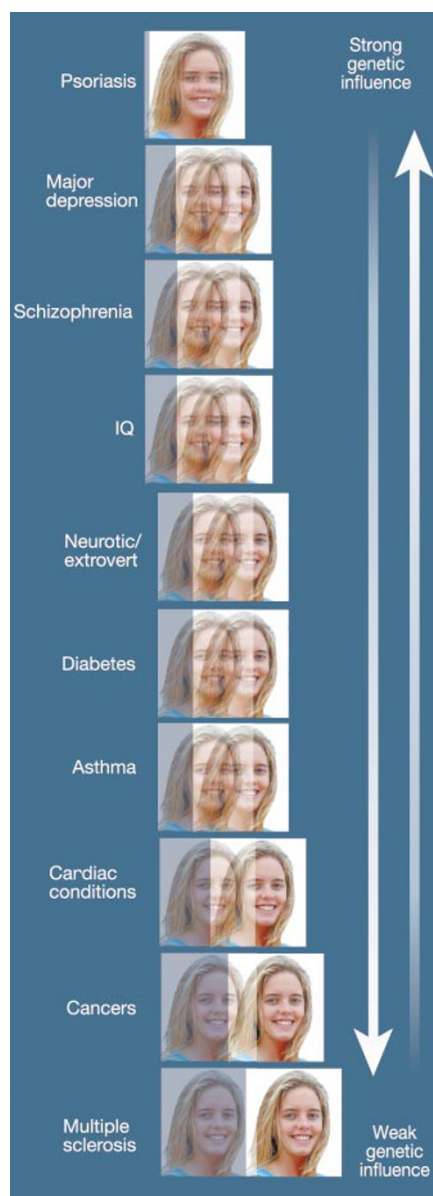 Strong
genetic
influence
Psoriasis
Major
depression
Schizophrenia
IQ
Neurotic/
extrovert
Diabetes
Asthma
Cardiac
conditions
Cancers
Multiple
sclerosis
Weak
genetic
influence